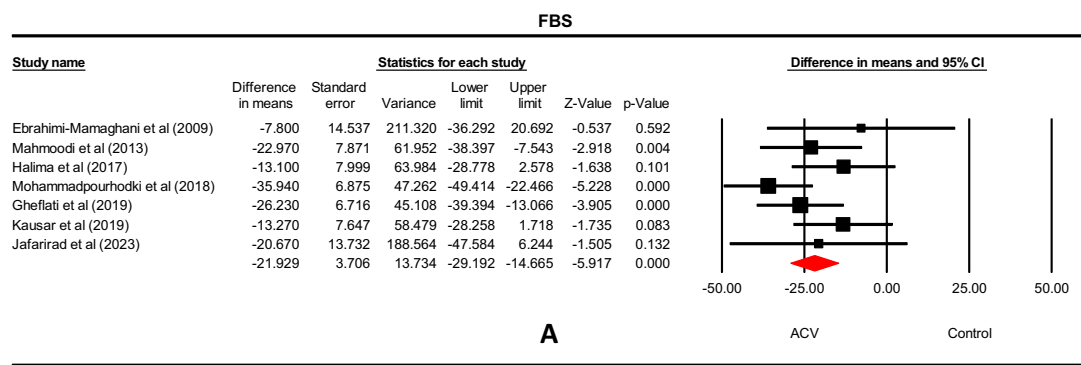 FBS
Study name Statistics for each study Difference in means and 95% CI
Difference Standard Lower Upper
in means error Variance limit limit Z-Value p-Value
Ebrahimi-Mamaghani et al (2009) -7.800 14.537 211.320 -36.292 20.692 -0.537 0.592
Mahmoodi et al (2013) -22.970 7.871 61.952 -38.397 -7.543 -2.918 0.004
Halima et al (2017) -13.100 7.999 63.984 -28.778 2.578 -1.638 0.101
Mohammadpourhodki et al (2018) -35.940 6.875 47.262 -49.414 -22.466 -5.228 0.000
Gheflati et al (2019) -26.230 6.716 45.108 -39.394 -13.066 -3.905 0.000
Kausar et al (2019) -13.270 7.647 58.479 -28.258 1.718 -1.735 0.083
Jafarirad et al (2023) -20.670 13.732 188.564 -47.584 6.244 -1.505 0.132
-21.929 3.706 13.734 -29.192 -14.665 -5.917 0.000
-50.00 -25.00 0.00 25.00 50.00
A ACV Control